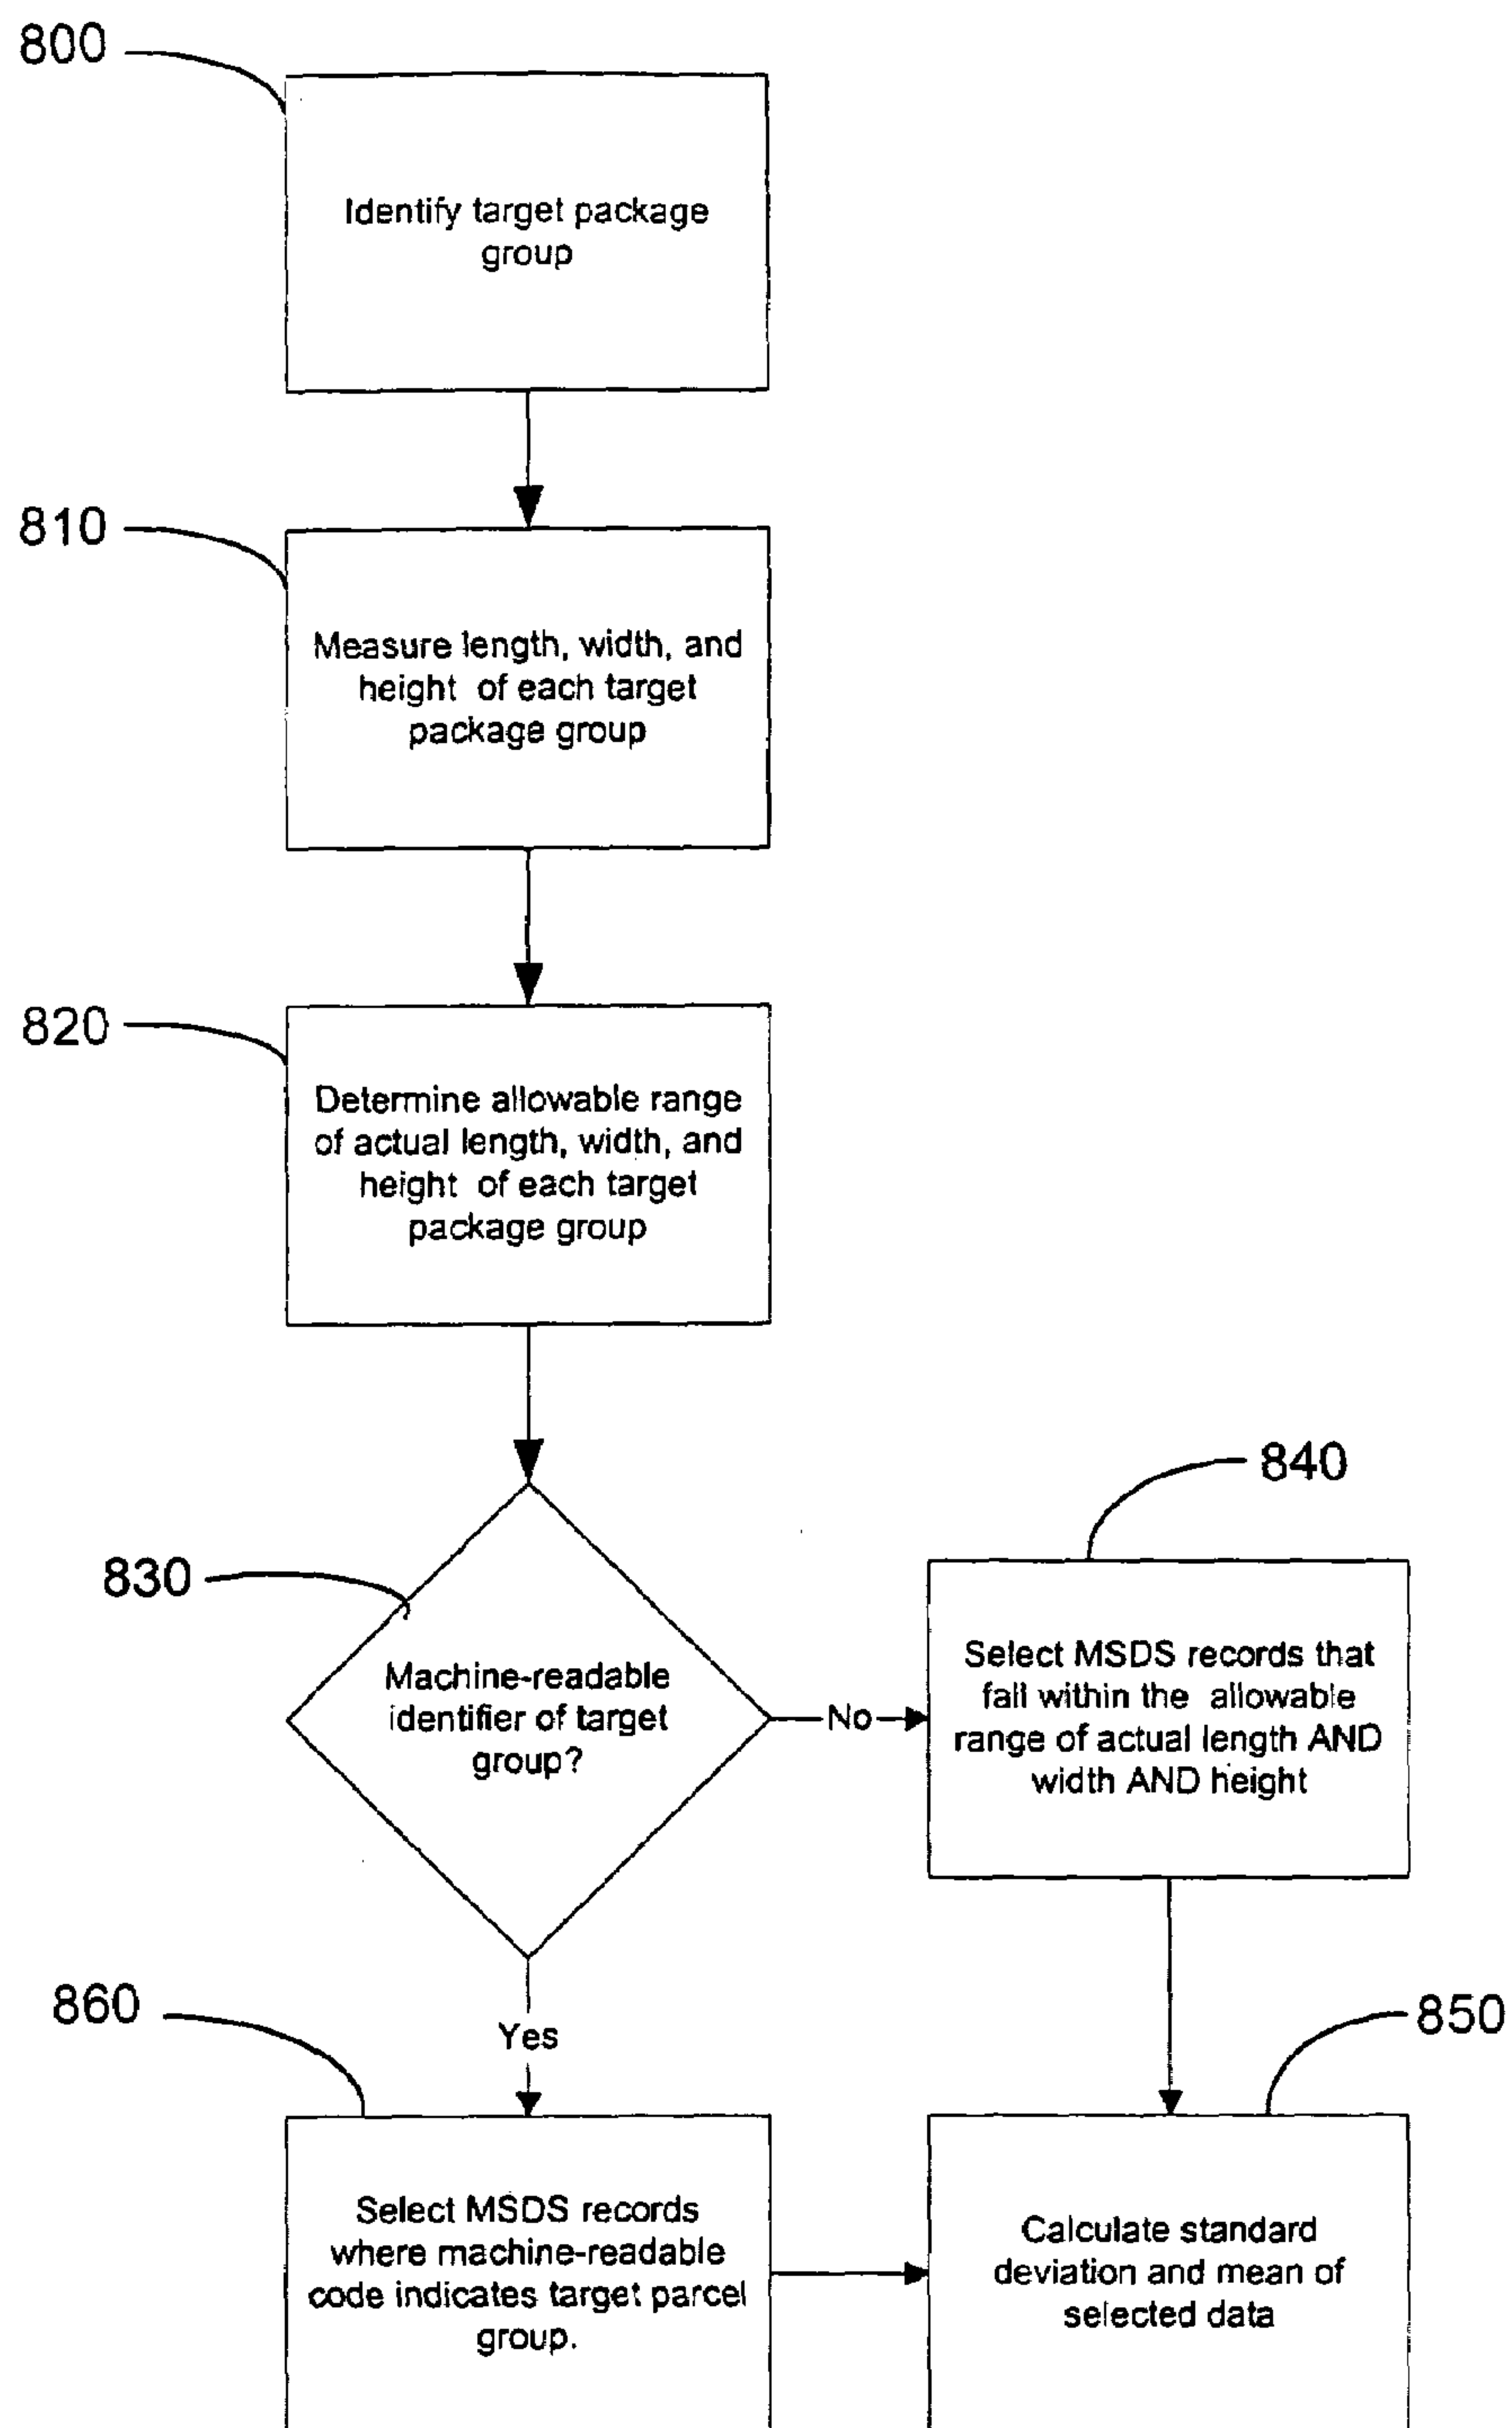 800
Identify target package
group
810
Measure length, width, and
height of each target
package group
820
Determine allowable range
of actual length, width, and
height of each target
package group
830
Machine-readable
identifier of target
group?
No
840
Select MSDS records that
fall within the allowable
range of actual length AND
width AND height
Yes
860
Select MSDS records
where machine-readable
code indicates target parcel
group.
850
Calculate standard
deviation and mean of
selected data